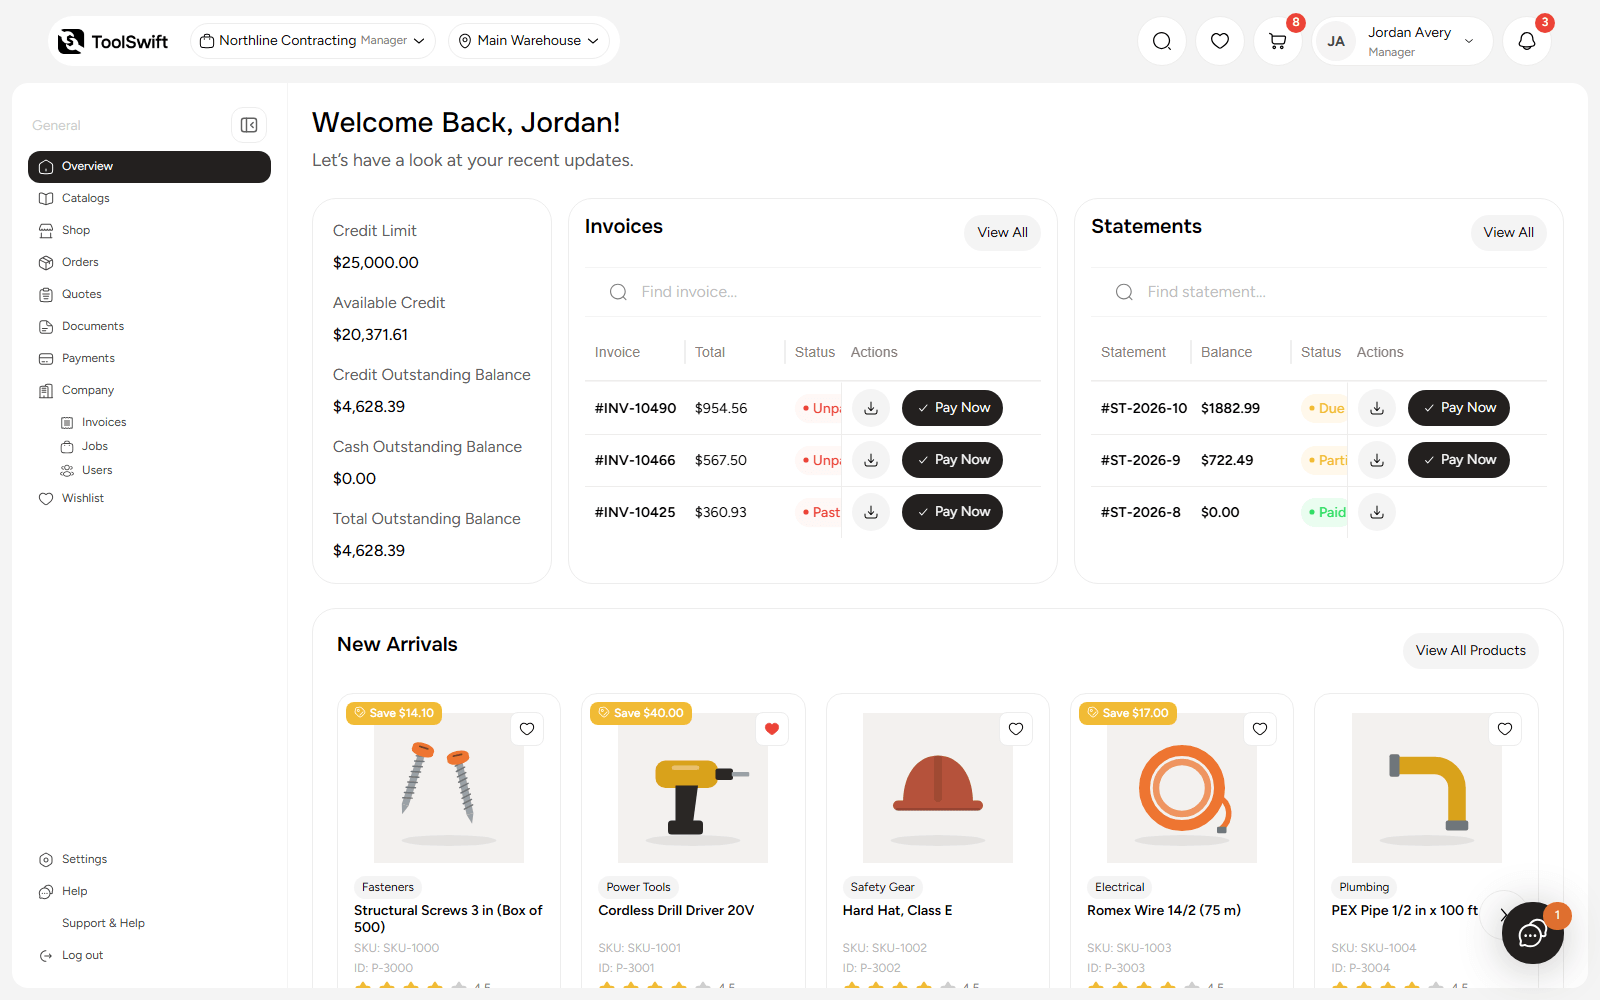 ToolSwift
Northline Contracting Manager
Main Warehouse
8
JA
Jordan Avery
Manager
3
General
Overview
Catalogs
Shop
Orders
Quotes
Documents
Payments
Company
Invoices
Jobs
Users
Wishlist
Settings
Help
Support & Help
Log out
Welcome Back, Jordan!
Let's have a look at your recent updates.
Credit Limit
$25,000.00
Available Credit
$20,371.61
Credit Outstanding Balance
$4,628.39
Cash Outstanding Balance
$0.00
Total Outstanding Balance
$4,628.39
Invoices
View All
Find invoice...
Invoice Total Status Actions
#INV-10490 $954.56 Unpa Pay Now
#INV-10466 $567.50 Unpa Pay Now
#INV-10425 $360.93 Past Pay Now
Statements
View All
Find statement...
Statement Balance Status Actions
#ST-2026-10 $1882.99 Due Pay Now
#ST-2026-9 $722.49 Parti Pay Now
#ST-2026-8 $0.00 Paid
New Arrivals
View All Products
Save $14.10
Fasteners
Structural Screws 3 in (Box of
500)
SKU: SKU-1000
ID: P-3000
4.5
Save $40.00
Power Tools
Cordless Drill Driver 20V
SKU: SKU-1001
ID: P-3001
4.5
Safety Gear
Hard Hat, Class E
SKU: SKU-1002
ID: P-3002
4.5
Save $17.00
Electrical
Romex Wire 14/2 (75 m)
SKU: SKU-1003
ID: P-3003
4.5
Plumbing
PEX Pipe 1/2 in x 100 ft
SKU: SKU-1004
ID: P-3004
4.5
1